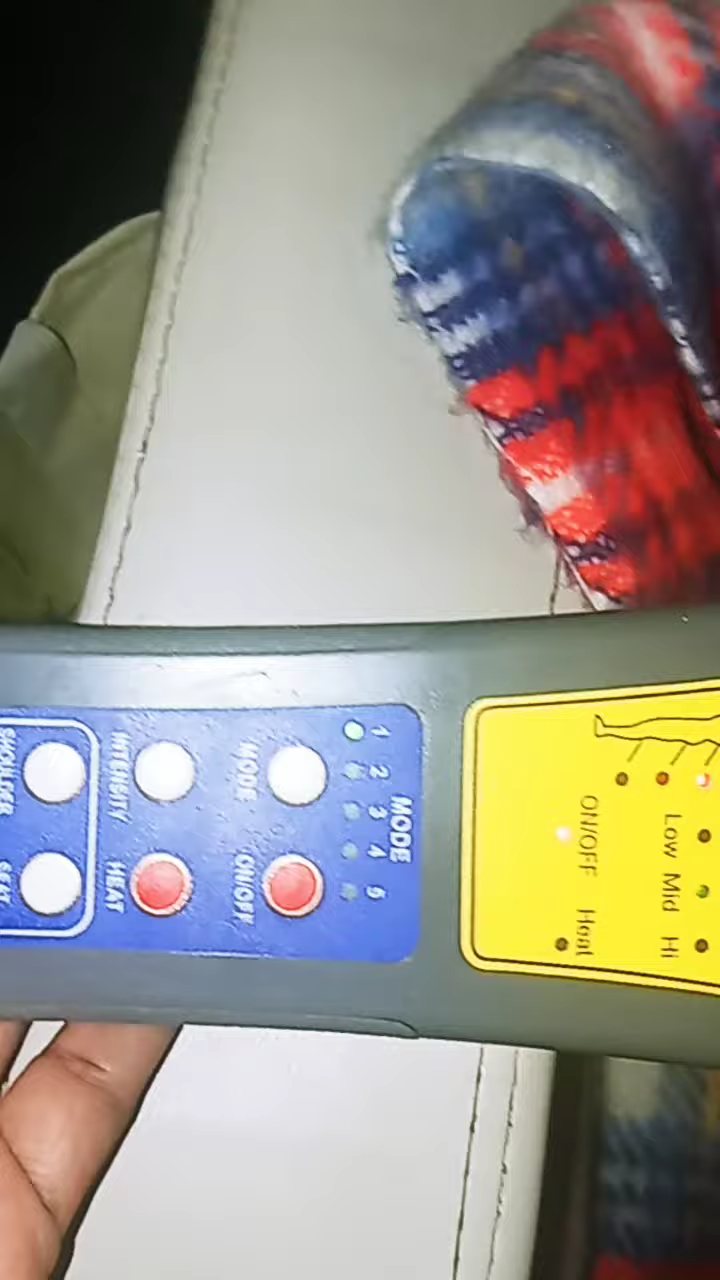 Low Mid Hi
ON/OFF Heat
MODE
1 2 3 4 5
MODE ON/OFF
INTENSITY HEAT
SHOULDER SEAT